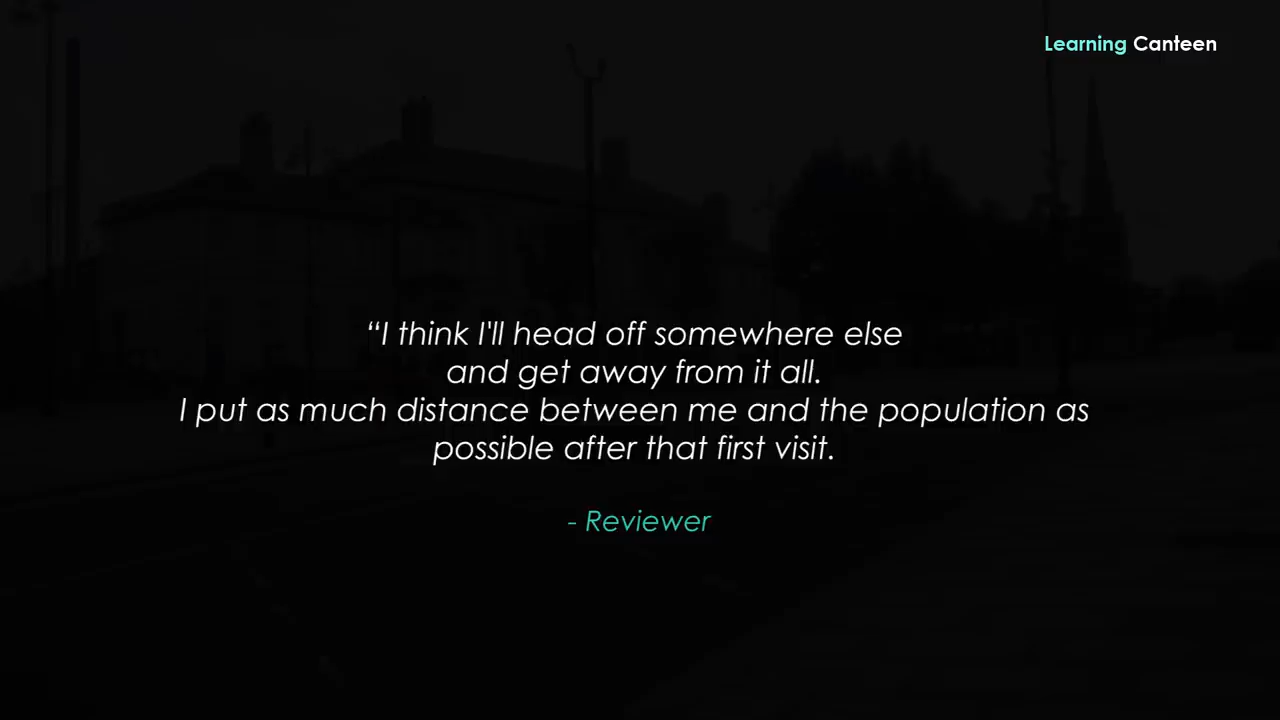 Learning Canteen
“I think I'll head off somewhere else
and get away from it all.
I put as much distance between me and the population as
possible after that first visit.
- Reviewer